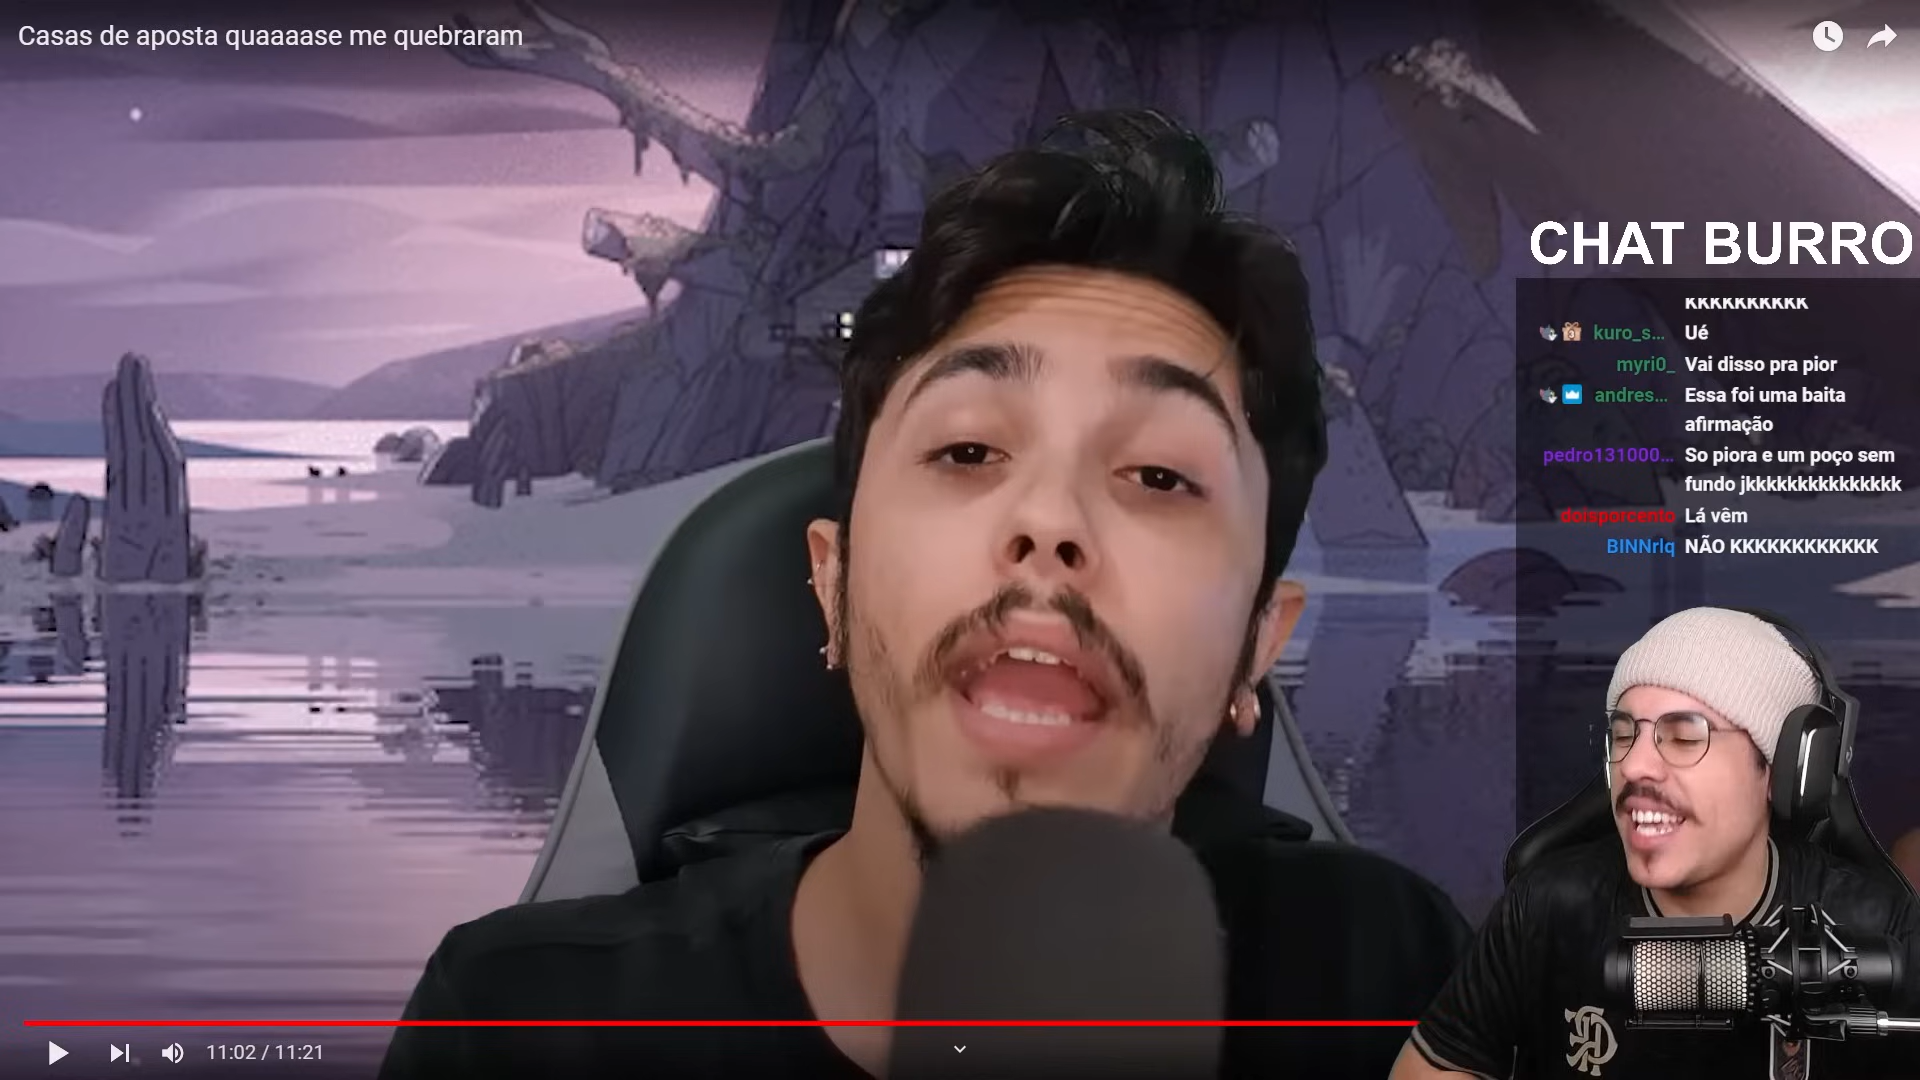 Casas de aposta quaaaase me quebraram
CHAT BURRO
KKKKKKKKKK
kuro_s... Ué
myri0_ Vai disso pra pior
andres... Essa foi uma baita
afirmação
pedro131000... So piora e um poço sem
fundo jkkkkkkkkkkkkkkk
doisporcento Lá vêm
BINNrlq NÃO KKKKKKKKKKKK
11:02 / 11:21